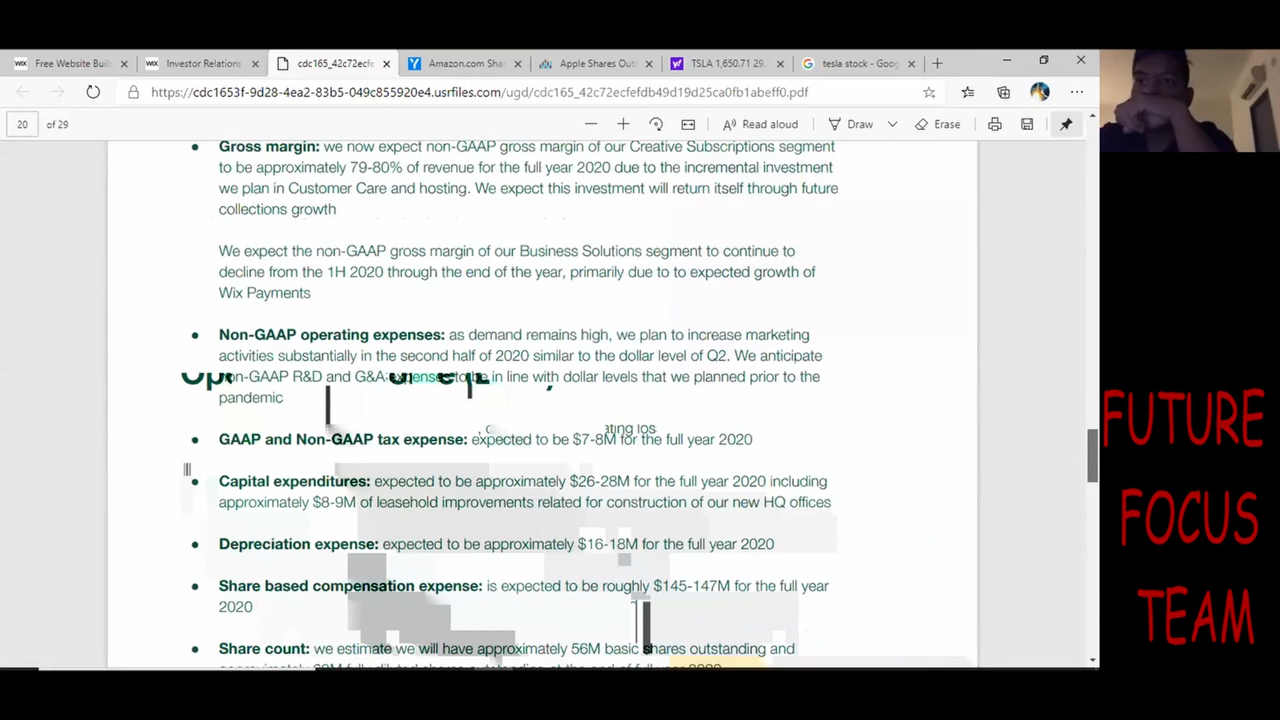 WIX Free Website Buil
WIX Investor Relations
cdc165_42c72ecfe
Amazon.com Shar
Apple Shares Outs
TSLA 1,650.71 29.
tesla stock - Goog
https://cdc1653f-9d28-4ea2-83b5-049c855920e4.usrfiles.com/ugd/cdc165_42c72ecfefdb49d19d25ca0fb1abeff0.pdf
20 of 29
Read aloud
Draw
Erase
Gross margin: we now expect non-GAAP gross margin of our Creative Subscriptions segment
to be approximately 79-80% of revenue for the full year 2020 due to the incremental investment
we plan in Customer Care and hosting. We expect this investment will return itself through future
collections growth
We expect the non-GAAP gross margin of our Business Solutions segment to continue to
decline from the 1H 2020 through the end of the year, primarily due to to expected growth of
Wix Payments
Non-GAAP operating expenses: as demand remains high, we plan to increase marketing
activities substantially in the second half of 2020 similar to the dollar level of Q2. We anticipate
non-GAAP R&D and G&A expenses to be in line with dollar levels that we planned prior to the
pandemic
ating los
GAAP and Non-GAAP tax expense: expected to be $7-8M for the full year 2020
Capital expenditures: expected to be approximately $26-28M for the full year 2020 including
approximately $8-9M of leasehold improvements related for construction of our new HQ offices
Depreciation expense: expected to be approximately $16-18M for the full year 2020
Share based compensation expense: is expected to be roughly $145-147M for the full year
2020
Share count: we estimate we will have approximately 56M basic shares outstanding and
FUTURE
FOCUS
TEAM